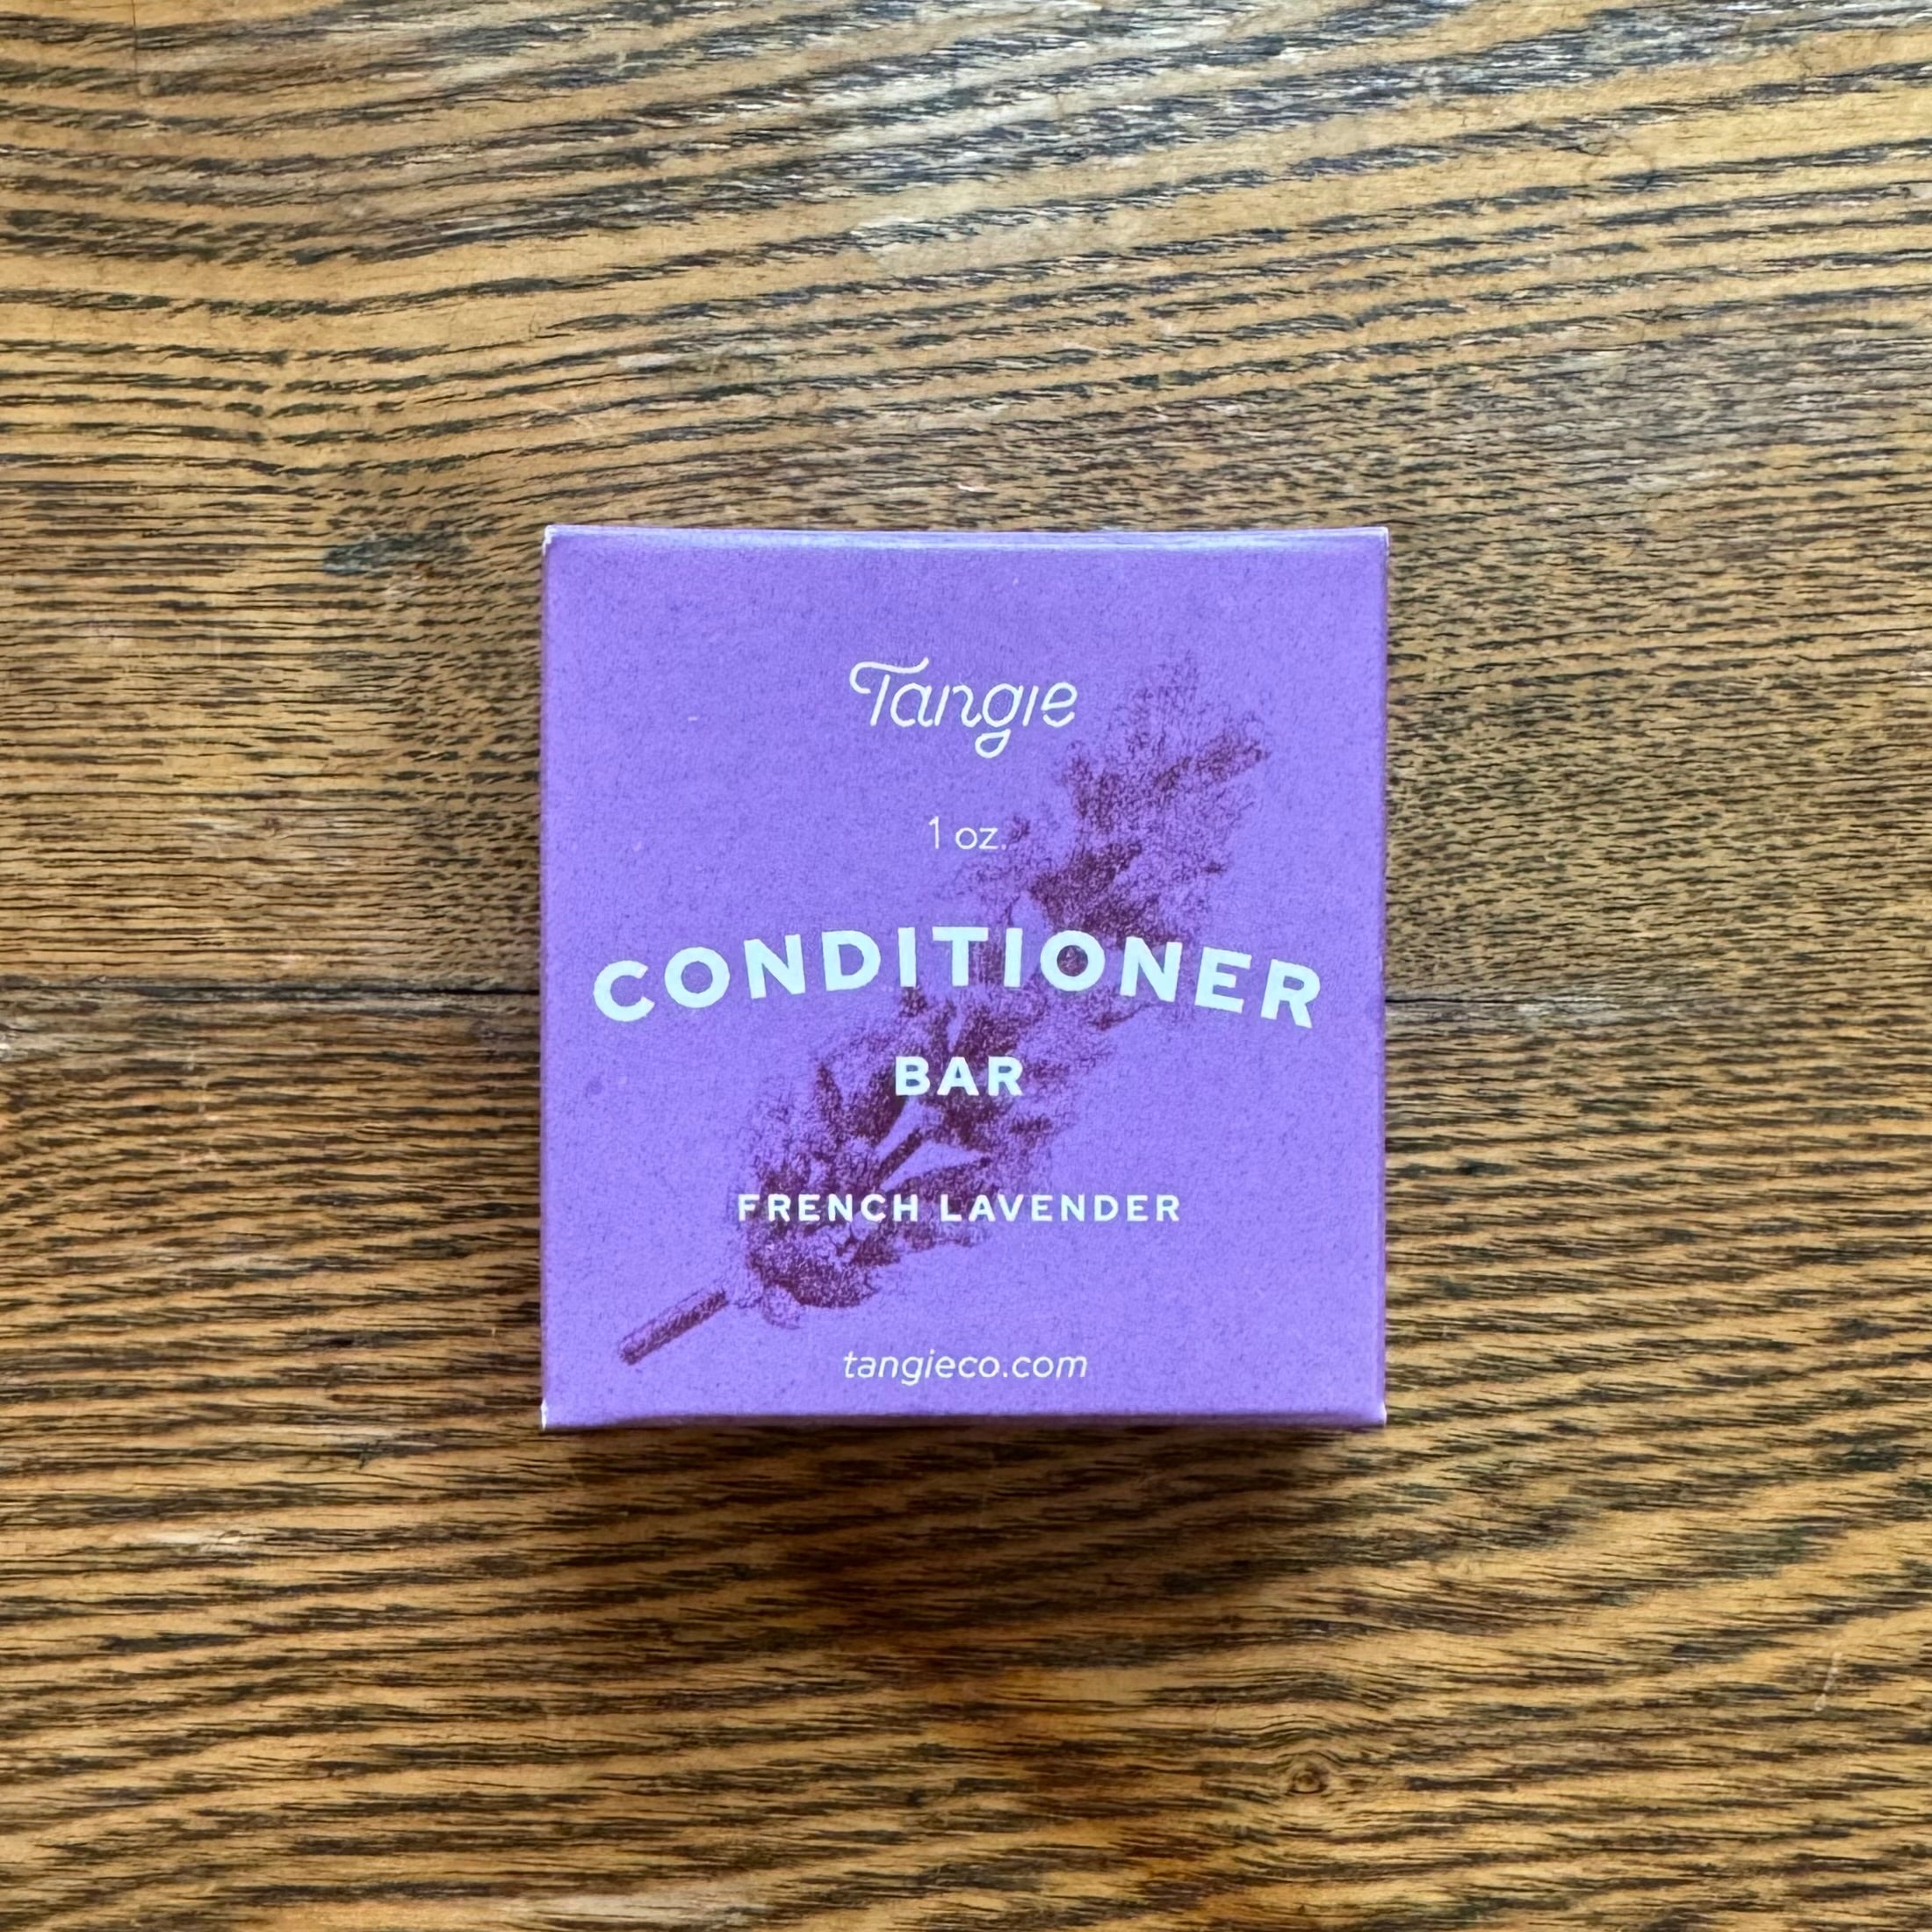 Tangie
1 oz.
CONDITIONER
BAR
FRENCH LAVENDER
tangieco.com